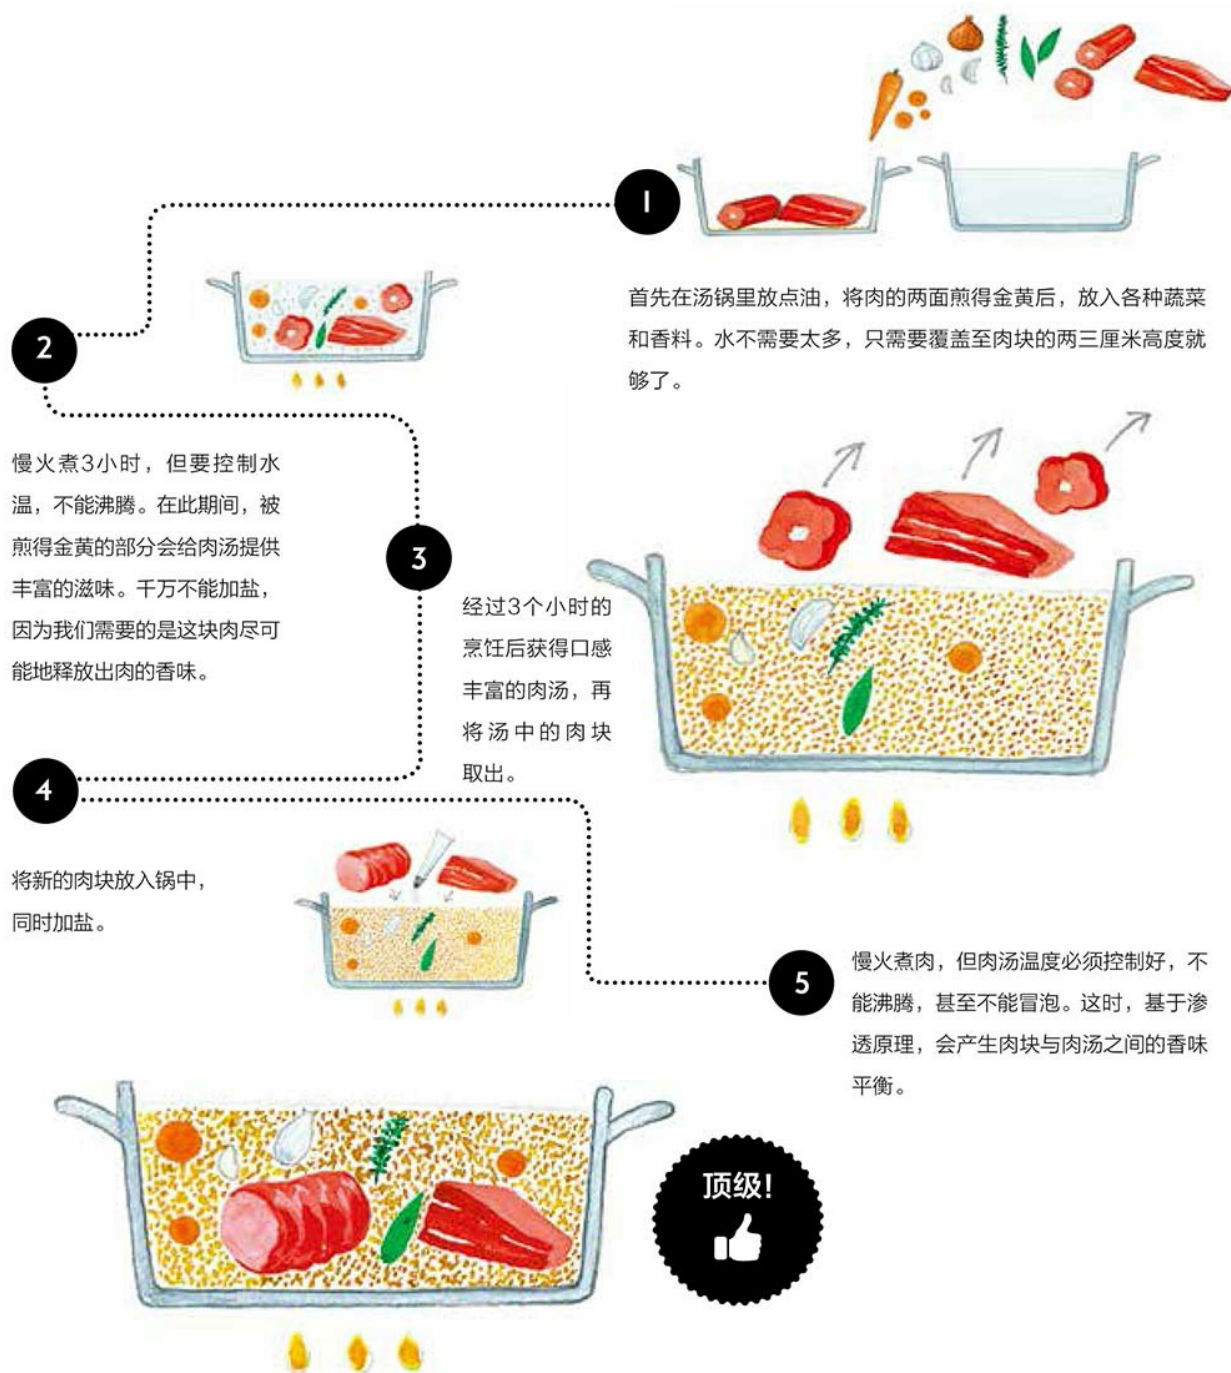 1
首先在汤锅里放点油，将肉的两面煎得金黄后，放入各种蔬菜
和香料。水不需要太多，只需要覆盖至肉块的两三厘米高度就
够了。
2
慢火煮3小时，但要控制水
温，不能沸腾。在此期间，被
煎得金黄的部分会给肉汤提供
丰富的滋味。千万不能加盐，
因为我们需要的是这块肉尽可
能地释放出肉的香味。
3
经过3个小时的
烹饪后获得口感
丰富的肉汤，再
将汤中的肉块
取出。
4
将新的肉块放入锅中，
同时加盐。
5
慢火煮肉，但肉汤温度必须控制好，不
能沸腾，甚至不能冒泡。这时，基于渗
透原理，会产生肉块与肉汤之间的香味
平衡。
顶级！